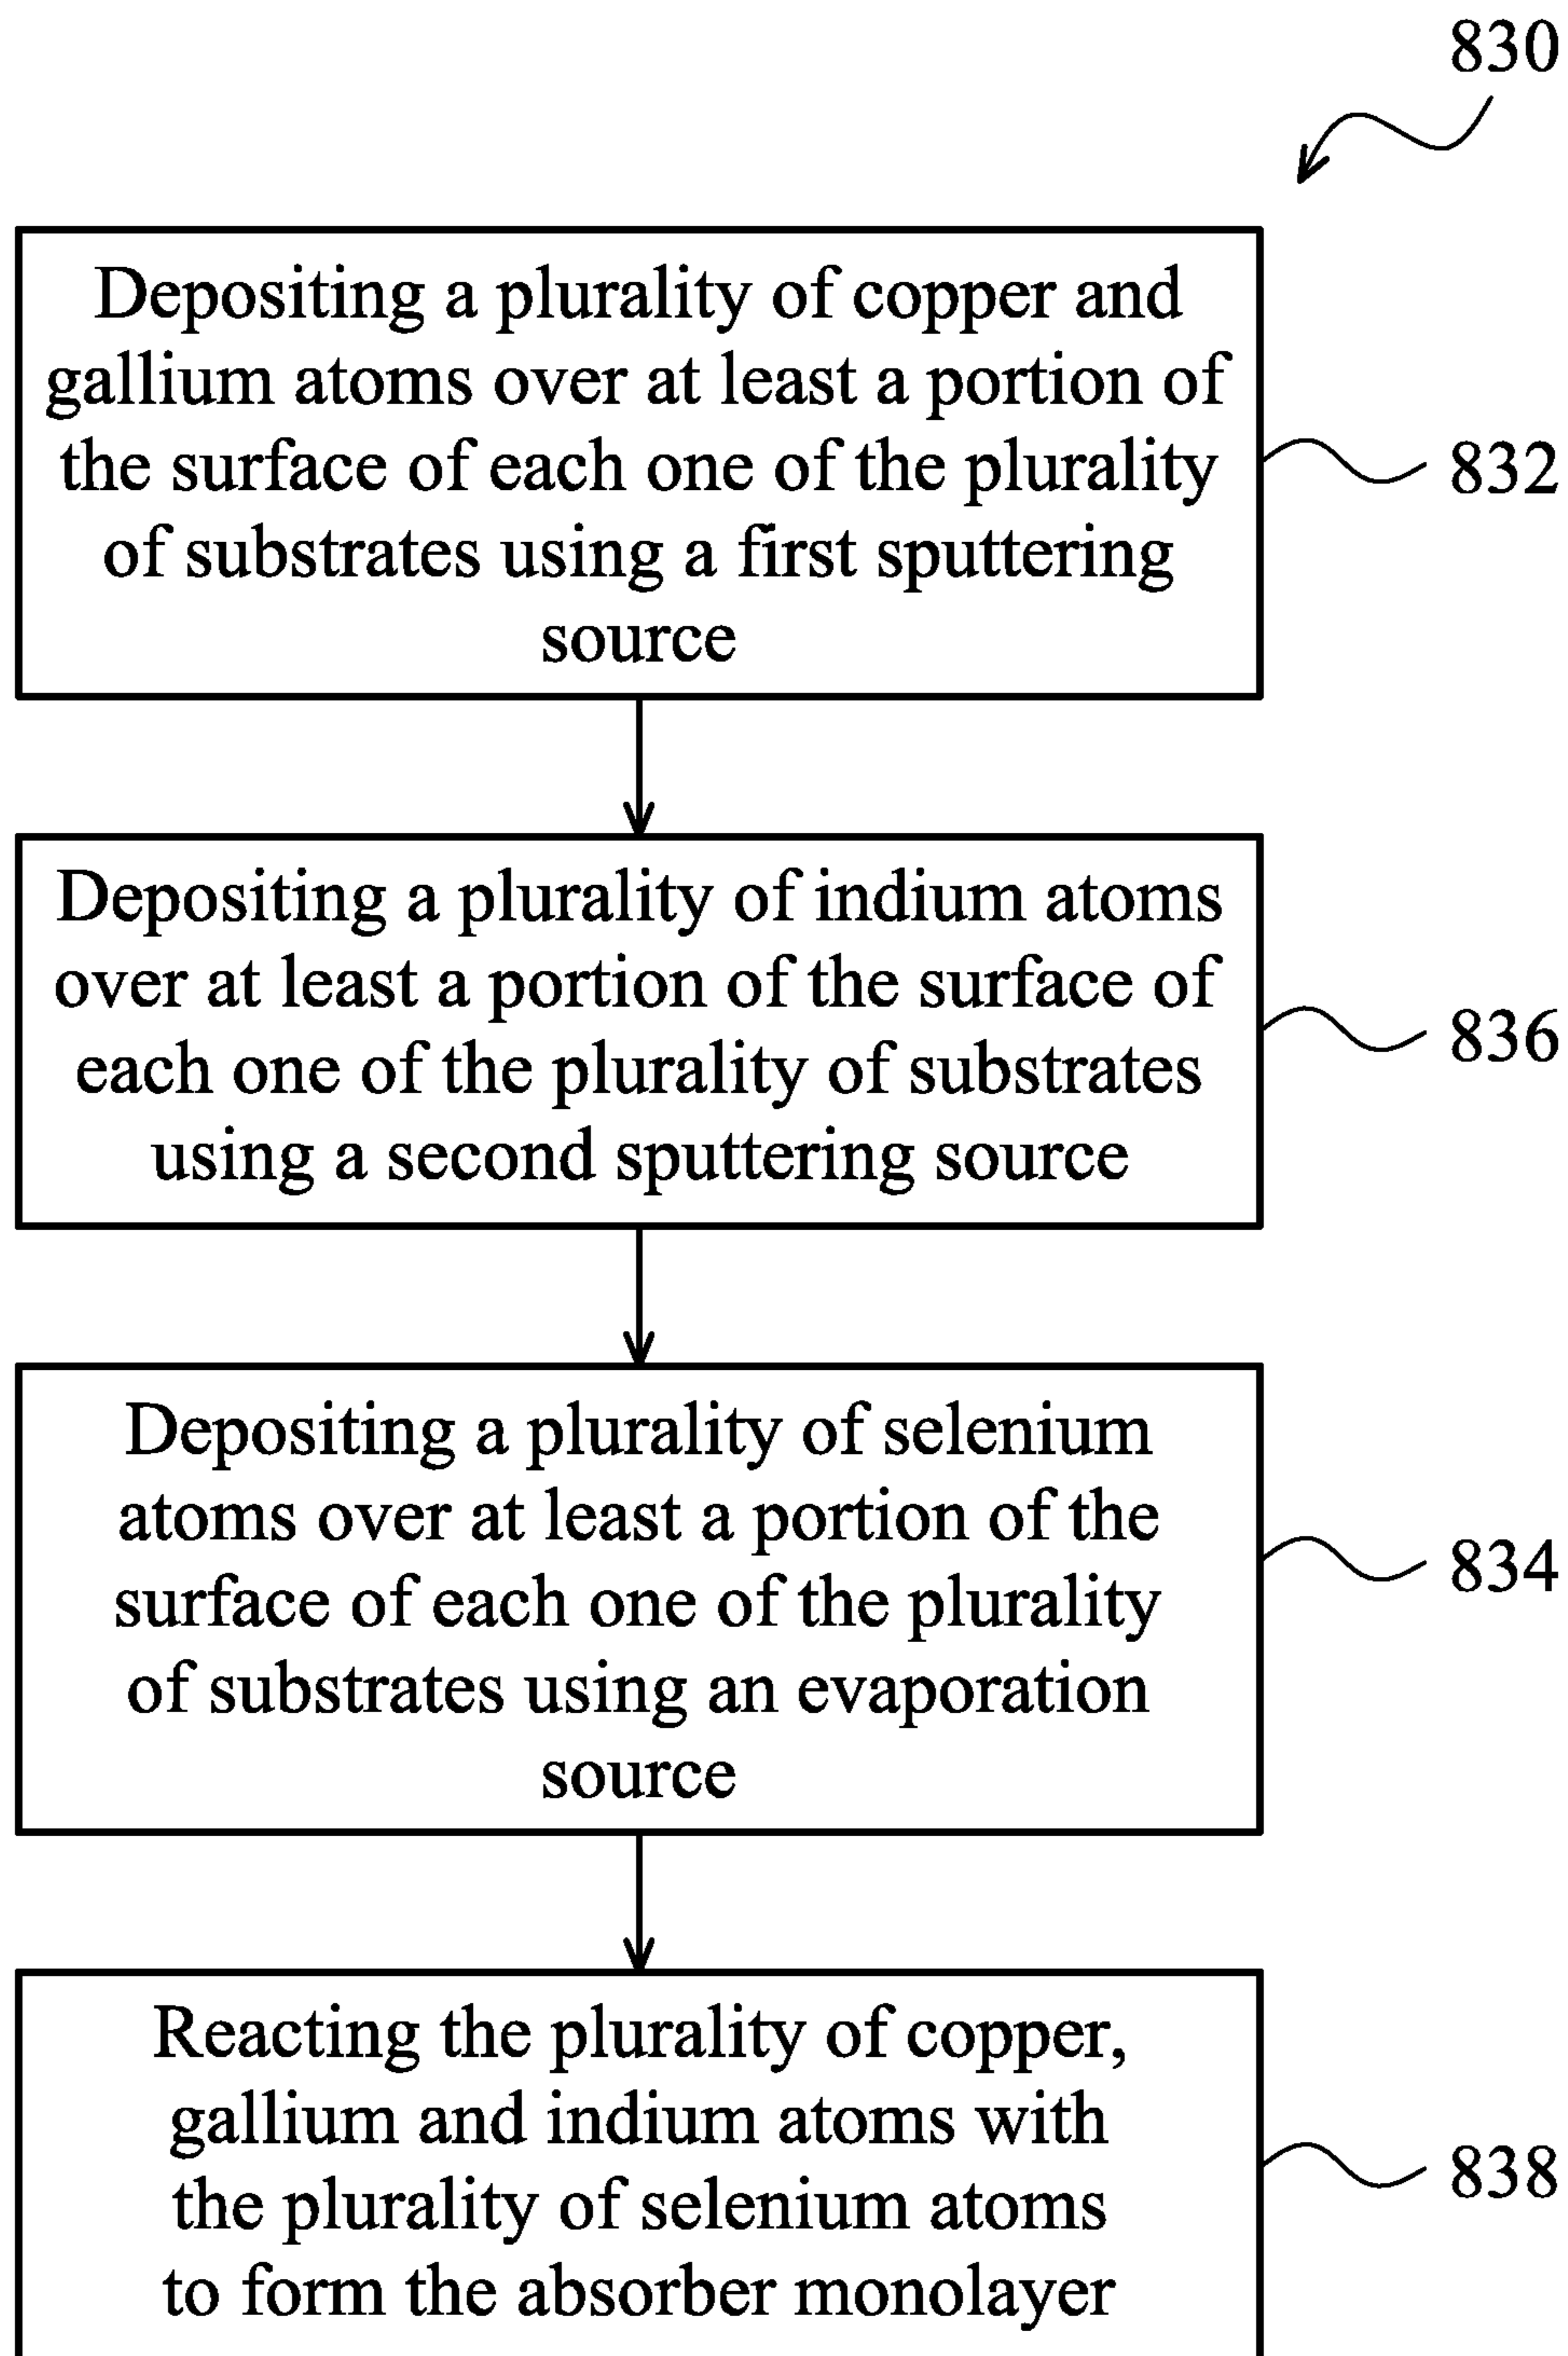 830
Depositing a plurality of copper and
gallium atoms over at least a portion of
the surface of each one of the plurality
of substrates using a first sputtering
source
832
Depositing a plurality of indium atoms
over at least a portion of the surface of
each one of the plurality of substrates
using a second sputtering source
836
Depositing a plurality of selenium
atoms over at least a portion of the
surface of each one of the plurality
of substrates using an evaporation
source
834
Reacting the plurality of copper,
gallium and indium atoms with
the plurality of selenium atoms
to form the absorber monolayer
838